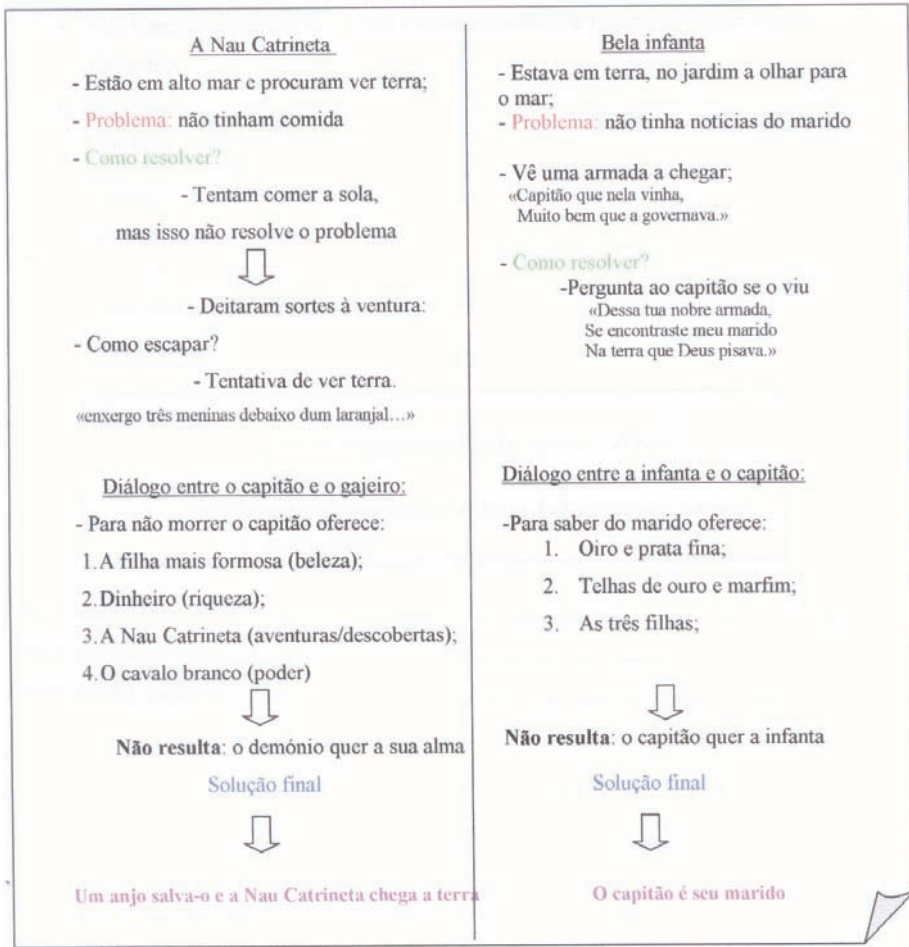 A Nau Catrineta
- Estão em alto mar e procuram ver terra;
- Problema: não tinham comida
- Como resolver?
- Tentam comer a sola,
mas isso não resolve o problema
- Deitaram sortes à ventura:
- Como escapar?
- Tentativa de ver terra.
«enxergo três meninas debaixo dum laranjal…»
Diálogo entre o capitão e o gajeiro:
- Para não morrer o capitão oferece:
1. A filha mais formosa (beleza);
2. Dinheiro (riqueza);
3. A Nau Catrineta (aventuras/descobertas);
4. O cavalo branco (poder)
Não resulta: o demónio quer a sua alma
Solução final
Um anjo salva-o e a Nau Catrineta chega a terra
Bela infanta
- Estava em terra, no jardim a olhar para
o mar;
- Problema: não tinha notícias do marido
- Vê uma armada a chegar;
«Capitão que nela vinha,
Muito bem que a governava.»
- Como resolver?
-Pergunta ao capitão se o viu
«Dessa tua nobre armada,
Se encontraste meu marido
Na terra que Deus pisava.»
Diálogo entre a infanta e o capitão:
-Para saber do marido oferece:
1. Oiro e prata fina;
2. Telhas de ouro e marfim;
3. As três filhas;
Não resulta: o capitão quer a infanta
Solução final
O capitão é seu marido